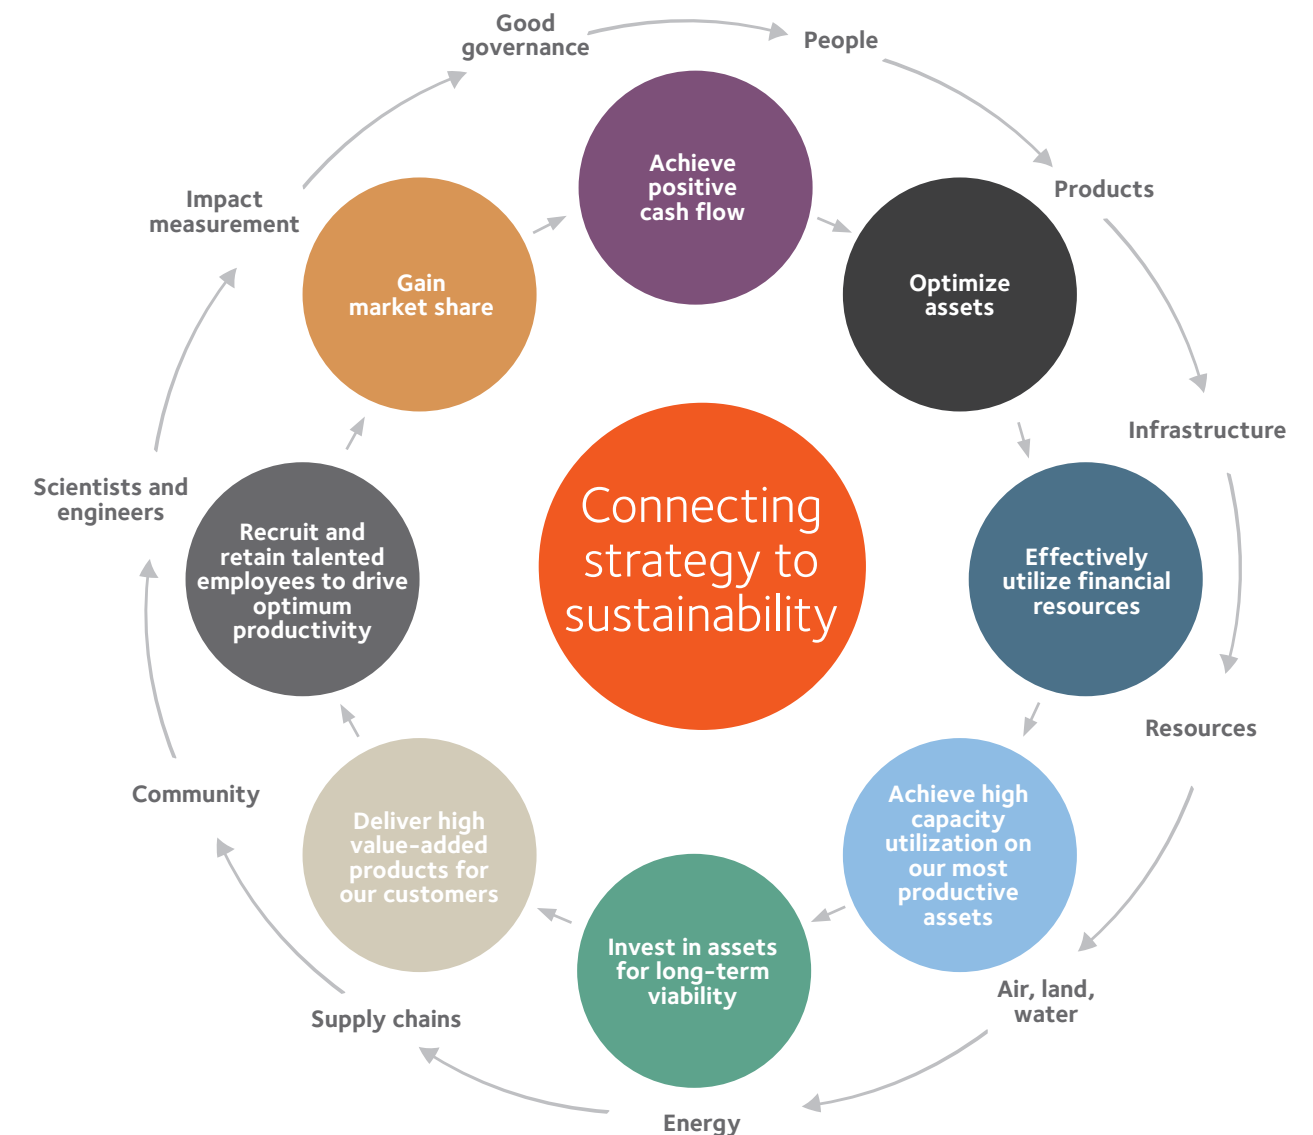 Good
governance
People
Products
Infrastructure
Resources
Air, land,
water
Energy
Supply chains
Community
Scientists and
engineers
Impact
measurement
Achieve
positive
cash flow
Optimize
assets
Effectively
utilize financial
resources
Achieve high
capacity
utilization on
our most
productive
assets
Invest in assets
for long-term
viability
Deliver high
value-added
products for
our customers
Recruit and
retain talented
employees to drive
optimum
productivity
Gain
market share
Connecting
strategy to
sustainability